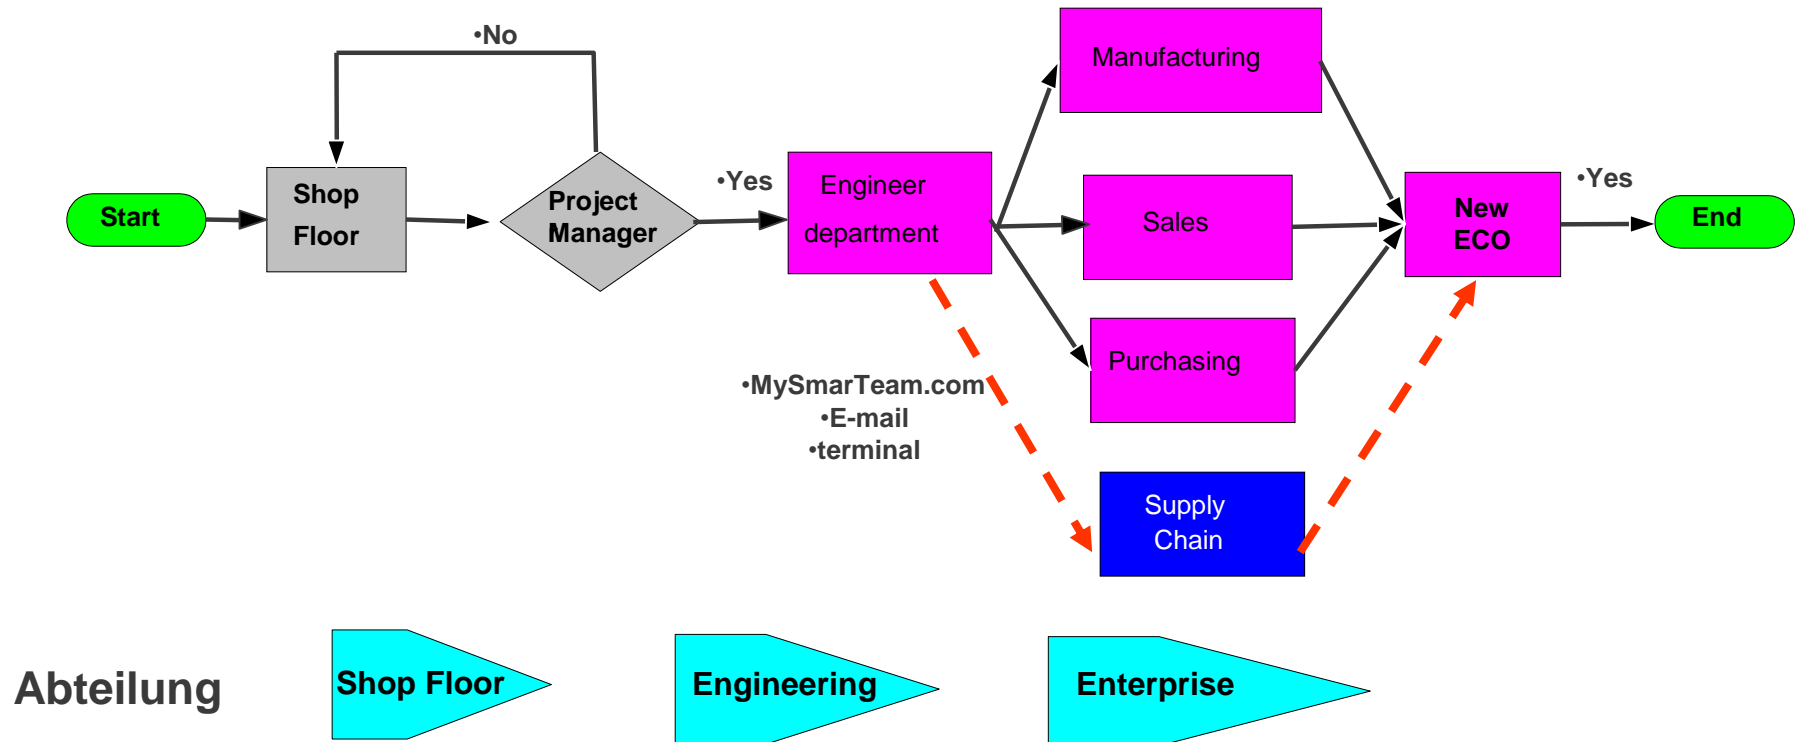 •No
Start
Shop
Floor
Project
Manager
•Yes
Engineer
department
Manufacturing
Sales
Purchasing
New
ECO
•Yes
End
•MySmarTeam.com
•E-mail
•terminal
Supply
Chain
Abteilung
Shop Floor
Engineering
Enterprise